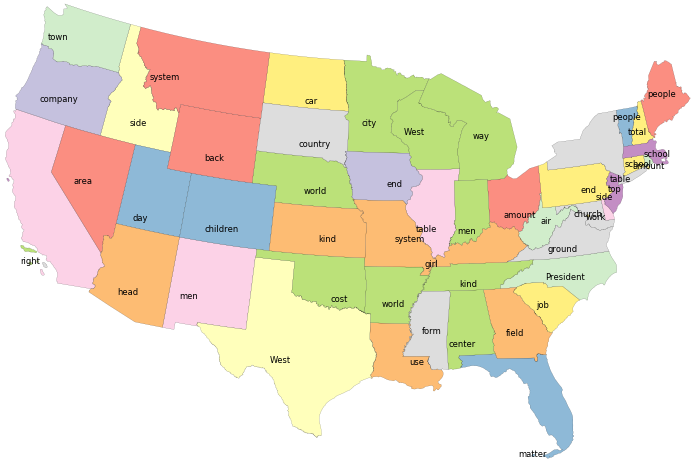 town
people
system
company
car
people
side
city
West
total
way
country
school
back
school
amount
area
end
table
world
end
top
side
day
amount
church
work
men
air
children
table
kind
system
ground
right
girl
President
kind
head
men
cost
world
job
form
field
center
West
use
matter